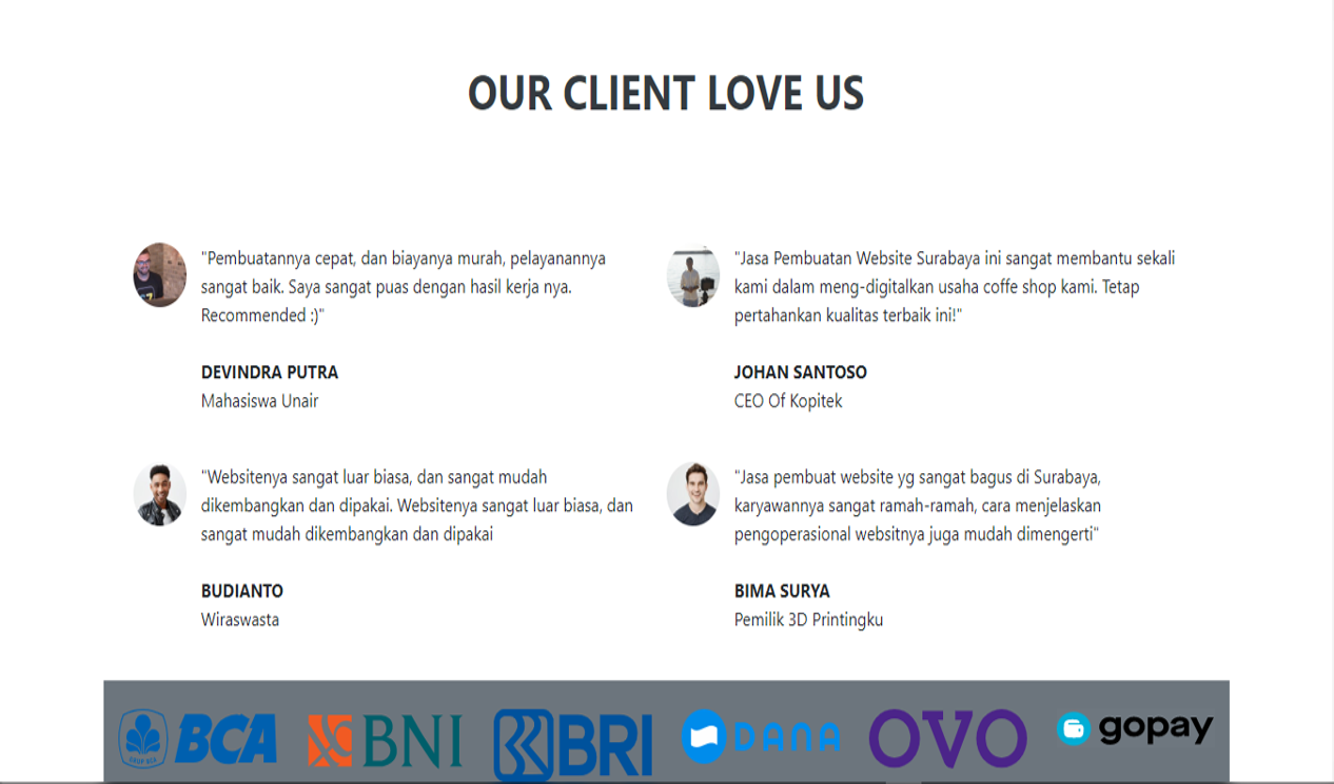 OUR CLIENT LOVE US
"Pembuatannya cepat, dan biayanya murah, pelayanannya
sangat baik. Saya sangat puas dengan hasil kerja nya.
Recommended :)"
DEVINDRA PUTRA
Mahasiswa Unair
"Jasa Pembuatan Website Surabaya ini sangat membantu sekali
kami dalam meng-digitalkan usaha coffe shop kami. Tetap
pertahankan kualitas terbaik ini!"
JOHAN SANTOSO
CEO Of Kopitek
"Websitenya sangat luar biasa, dan sangat mudah
dikembangkan dan dipakai. Websitenya sangat luar biasa, dan
sangat mudah dikembangkan dan dipakai
BUDIANTO
Wiraswasta
"Jasa pembuat website yg sangat bagus di Surabaya,
karyawannya sangat ramah-ramah, cara menjelaskan
pengoperasional websitnya juga mudah dimengerti"
BIMA SURYA
Pemilik 3D Printingku
BCA BNI BRI DANA OVO gopay